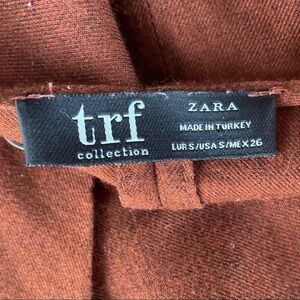 trf
collection
ZARA
MADE IN TURKEY
EUR S/USA S/MEX 26